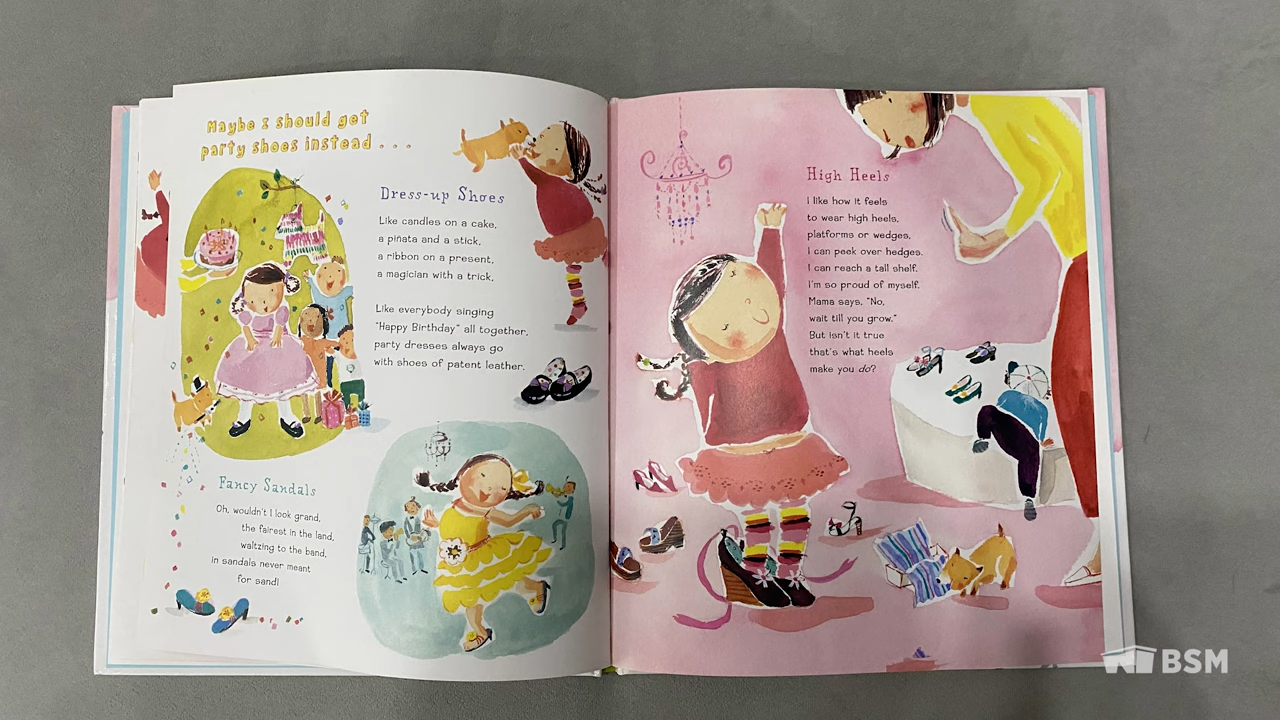 Maybe I should get
party shoes instead . . .
Dress-up Shoes
Like candles on a cake,
a piñata and a stick,
a ribbon on a present,
a magician with a trick,
Like everybody singing
"Happy Birthday" all together,
party dresses always go
with shoes of patent leather.
Fancy Sandals
Oh, wouldn't I look grand,
the fairest in the land,
waltzing to the band,
in sandals never meant
for sand!
High Heels
I like how it feels
to wear high heels,
platforms or wedges.
I can peek over hedges.
I can reach a tall shelf.
I'm so proud of myself.
Mama says, "No,
wait till you grow."
But isn't it true
that's what heels
make you do?
BSM